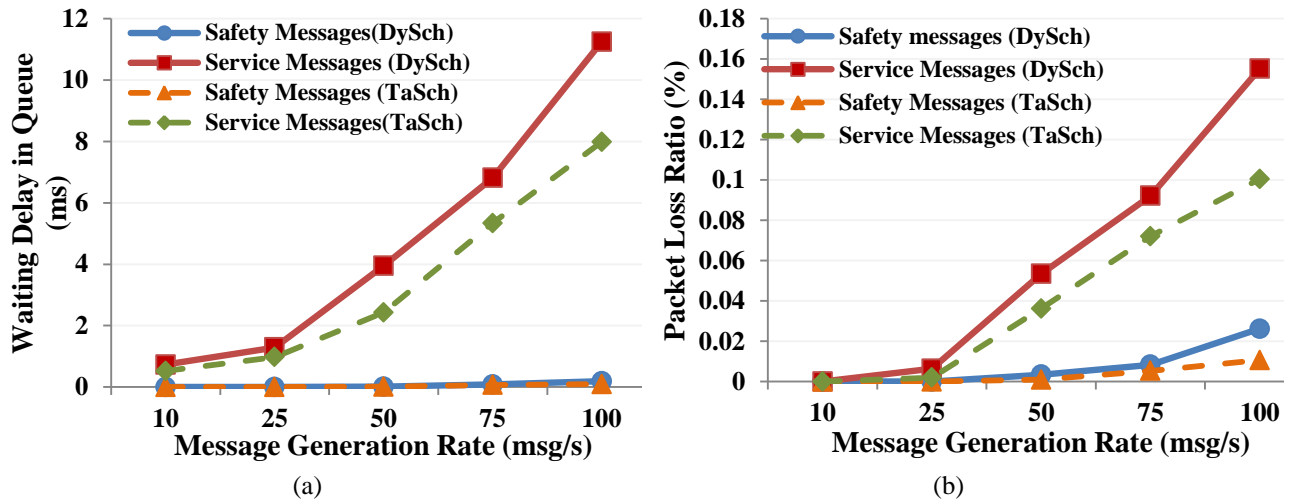 12
10
8
6
4
2
0
Waiting Delay in Queue
(ms)
Safety Messages(DySch)
Service Messages (DySch)
Safety Messages (TaSch)
Service Messages(TaSch)
10 25 50 75 100
Message Generation Rate (msg/s)
(a)
0.18
0.16
0.14
0.12
0.1
0.08
0.06
0.04
0.02
0
Packet Loss Ratio (%)
Safety messages (DySch)
Service Messages (DySch)
Safety Messages (TaSch)
Service Messages (TaSch)
10 25 50 75 100
Message Generation Rate (msg/s)
(b)